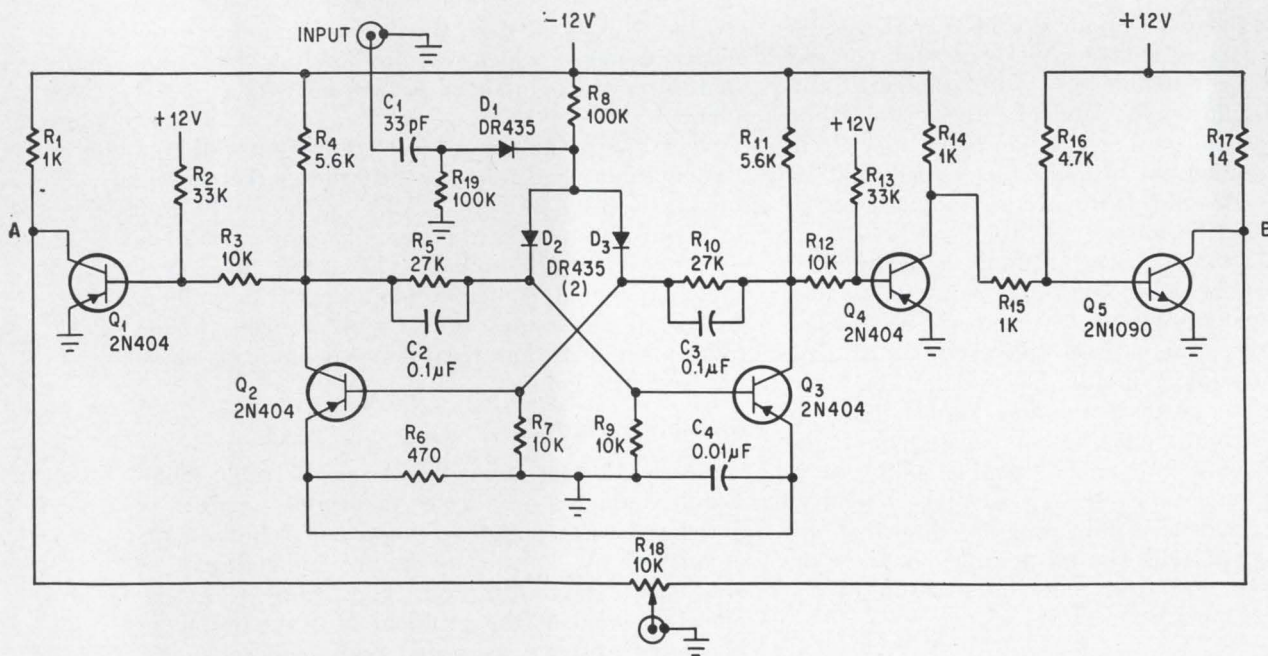 INPUT
-12V
+12V
C1
33 pF
D1
DR435
R8
100K
R1
1K
+12V
R2
33K
R4
5.6K
R19
100K
R11
5.6K
+12V
R13
33K
R14
1K
R16
4.7K
R17
14
A
B
R3
10K
R5
27K
D2
D3
DR435
(2)
R10
27K
R12
10K
Q1
2N404
C2
0.1µF
C3
0.1µF
Q4
2N404
R15
1K
Q5
2N1090
Q2
2N404
Q3
2N404
R6
470
R7
10K
R9
10K
C4
0.01µF
R18
10K